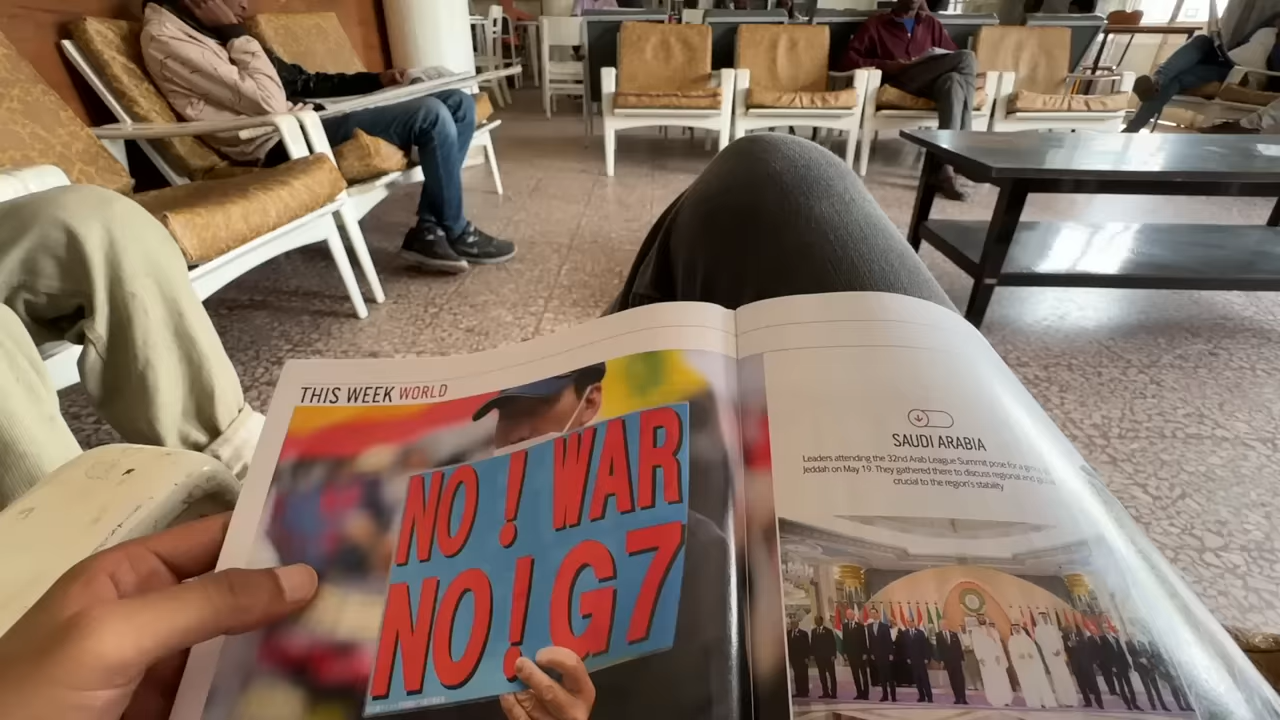 THIS WEEK WORLD
NO! WAR
NO! G7
SAUDI ARABIA
Leaders attending the 32nd Arab League Summit pose for a
Jeddah on May 19. They gathered there to discuss regional and
crucial to the region's stability